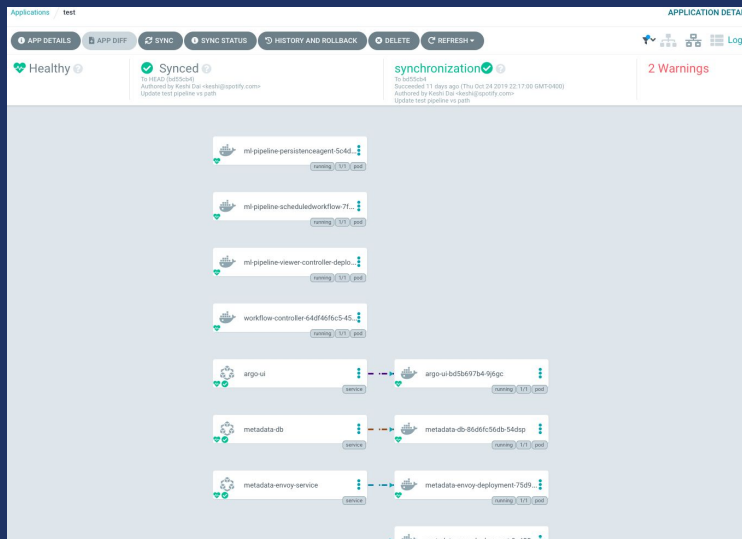 Applications / test
APPLICATION DETAI
APP DETAILS
APP DIFF
SYNC
SYNC STATUS
HISTORY AND ROLLBACK
DELETE
REFRESH
Log
Healthy
Synced
To HEAD (bd55cb4)
Authored by Keshi Dai <keshi@spotify.com>
Update test pipeline vs path
synchronization
To bd55cb4
Succeeded 11 days ago (Thu Oct 24 2019 22:17:00 GMT-0400)
Authored by Keshi Dai <keshi@spotify.com>
Update test pipeline vs path
2 Warnings
ml-pipeline-persistenceagent-5c4d...
running 1/1 pod
ml-pipeline-scheduledworkflow-7f...
running 1/1 pod
ml-pipeline-viewer-controller-deplo...
running 1/1 pod
workflow-controller-64df46f6c5-45...
running 1/1 pod
argo-ui
service
argo-ui-bd5b697b4-9j6gc
running 1/1 pod
metadata-db
service
metadata-db-86d6fc56db-54dsp
running 1/1 pod
metadata-envoy-service
service
metadata-envoy-deployment-75d9...
running 1/1 pod